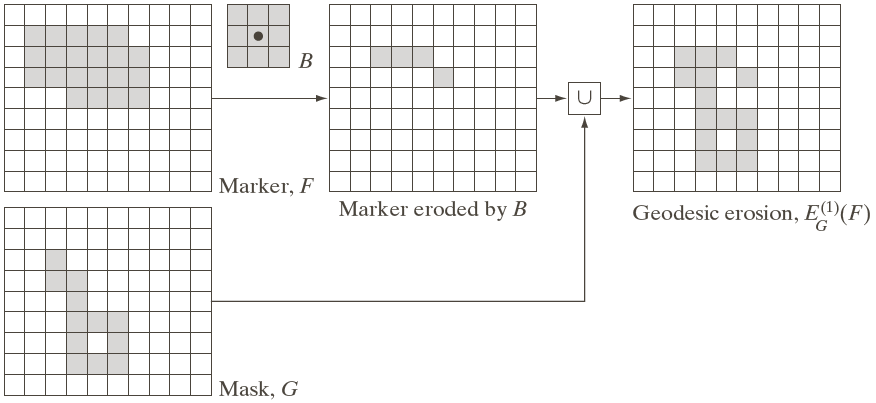 B
∪
Marker, F
Marker eroded by B
Geodesic erosion, E_G^(1)(F)
Mask, G